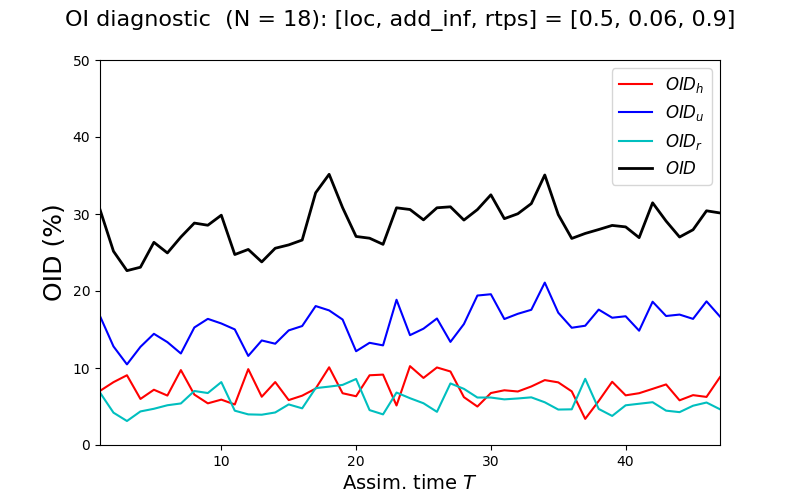 OI diagnostic  (N = 18): [loc, add_inf, rtps] = [0.5, 0.06, 0.9]
50
40
30
20
10
0
OID (%)
OID_h
OID_u
OID_r
OID
10 20 30 40
Assim. time T